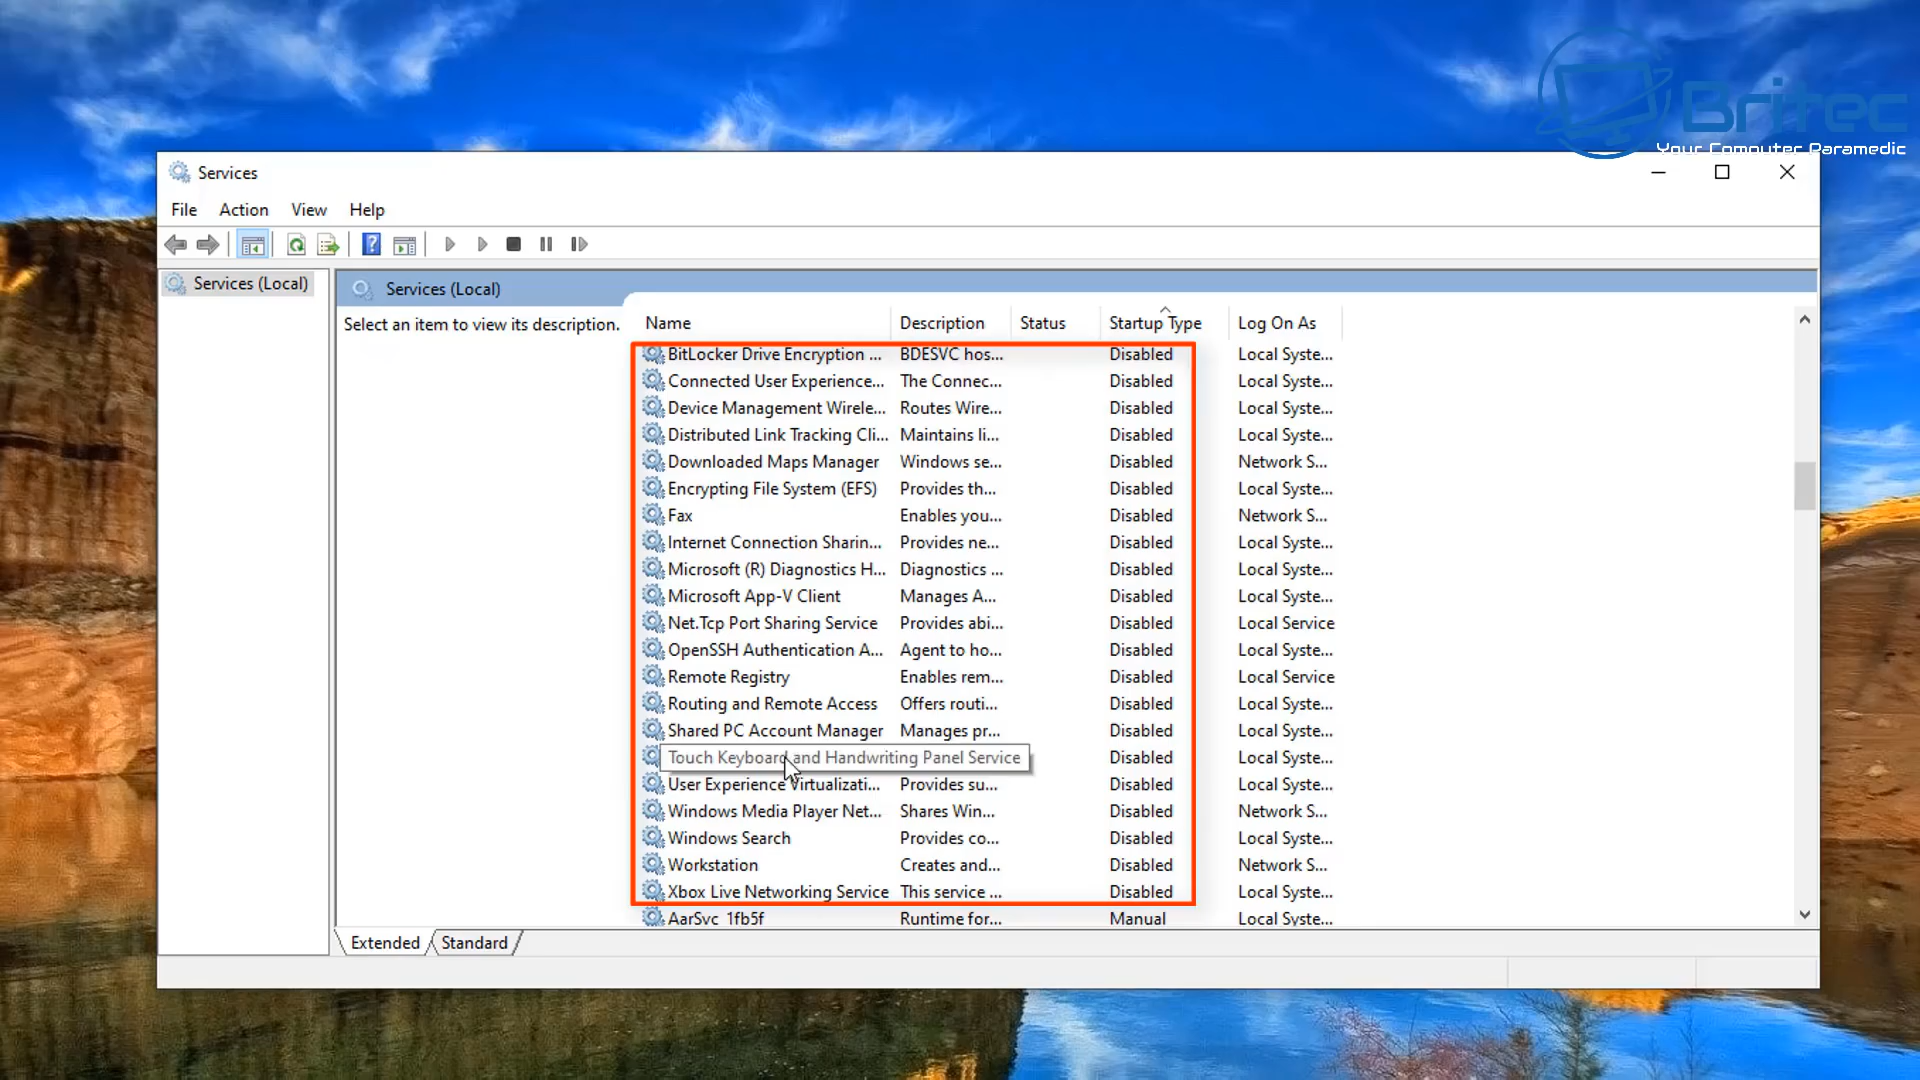 Britec
Your Computer Paramedic
Services
File Action View Help
Services (Local)
Services (Local)
Select an item to view its description.
Name Description Status Startup Type Log On As
BitLocker Drive Encryption ... BDESVC hos... Disabled Local Syste...
Connected User Experience... The Connec... Disabled Local Syste...
Device Management Wirele... Routes Wire... Disabled Local Syste...
Distributed Link Tracking Cli... Maintains li... Disabled Local Syste...
Downloaded Maps Manager Windows se... Disabled Network S...
Encrypting File System (EFS) Provides th... Disabled Local Syste...
Fax Enables you... Disabled Network S...
Internet Connection Sharin... Provides ne... Disabled Local Syste...
Microsoft (R) Diagnostics H... Diagnostics ... Disabled Local Syste...
Microsoft App-V Client Manages A... Disabled Local Syste...
Net.Tcp Port Sharing Service Provides abi... Disabled Local Service
OpenSSH Authentication A... Agent to ho... Disabled Local Syste...
Remote Registry Enables rem... Disabled Local Service
Routing and Remote Access Offers routi... Disabled Local Syste...
Shared PC Account Manager Manages pr... Disabled Local Syste...
Touch Keyboard and Handwriting Panel Service Disabled Local Syste...
User Experience Virtualizati... Provides su... Disabled Local Syste...
Windows Media Player Net... Shares Win... Disabled Network S...
Windows Search Provides co... Disabled Local Syste...
Workstation Creates and... Disabled Network S...
Xbox Live Networking Service This service ... Disabled Local Syste...
AarSvc_1fb5f Runtime for... Manual Local Syste...
Extended Standard